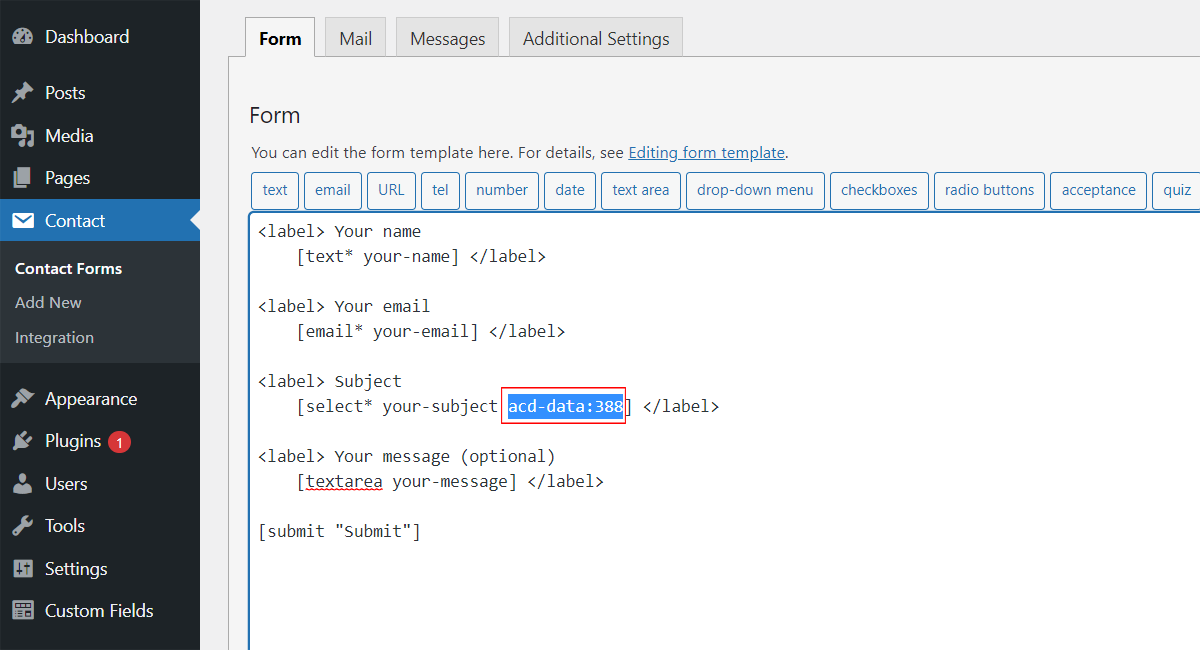 Dashboard
Posts
Media
Pages
Contact
Contact Forms
Add New
Integration
Appearance
Plugins 1
Users
Tools
Settings
Custom Fields
Form Mail Messages Additional Settings
Form
You can edit the form template here. For details, see Editing form template.
text email URL tel number date text area drop-down menu checkboxes radio buttons acceptance quiz
<label> Your name
[text* your-name] </label>
<label> Your email
[email* your-email] </label>
<label> Subject
[select* your-subject acd-data:388] </label>
<label> Your message (optional)
[textarea your-message] </label>
[submit "Submit"]